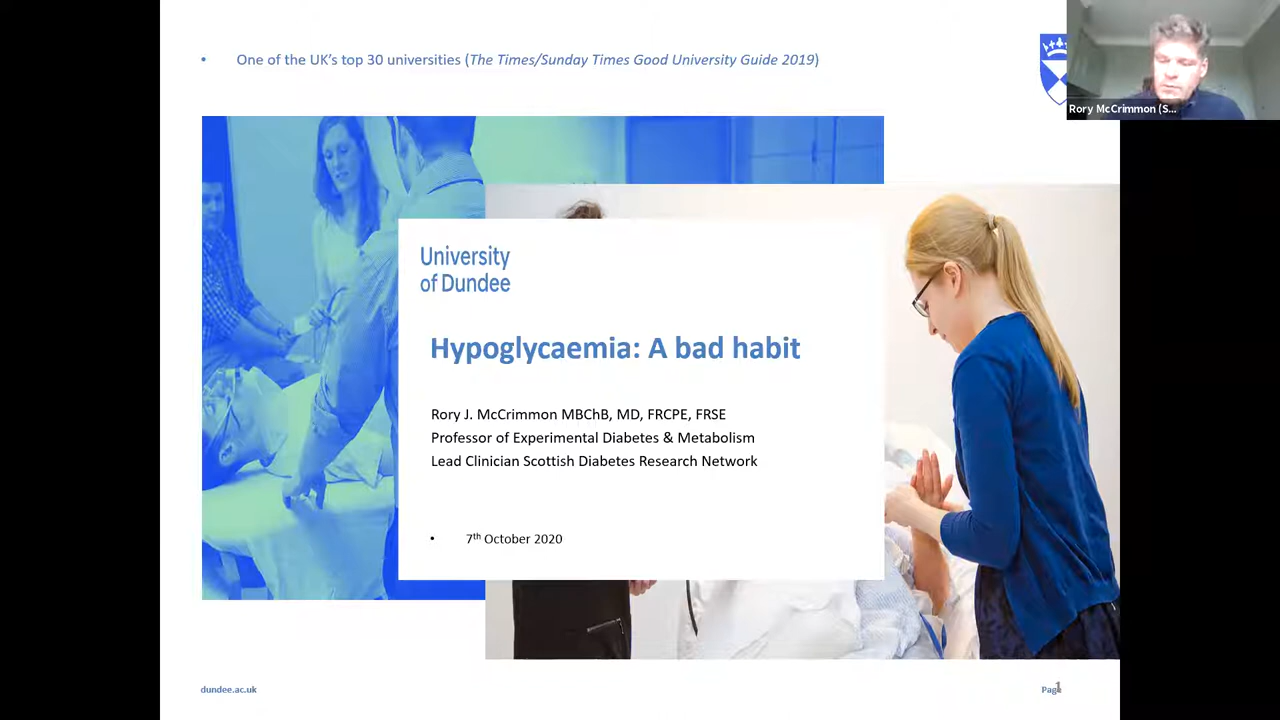 • One of the UK's top 30 universities (The Times/Sunday Times Good University Guide 2019)
Rory McCrimmon (S...
University
of Dundee
Hypoglycaemia: A bad habit
Rory J. McCrimmon MBChB, MD, FRCPE, FRSE
Professor of Experimental Diabetes & Metabolism
Lead Clinician Scottish Diabetes Research Network
• 7th October 2020
dundee.ac.uk
Page 1